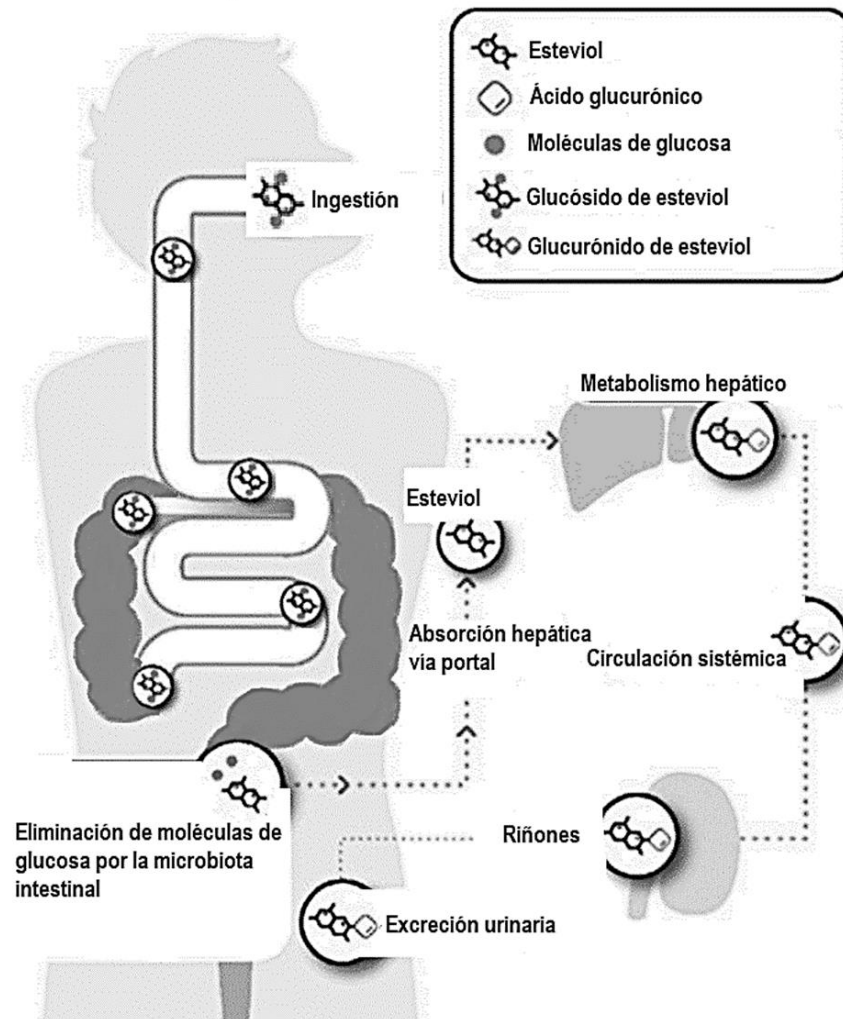 Esteviol
Ácido glucurónico
Moléculas de glucosa
Glucósido de esteviol
Glucurónido de esteviol
Ingestión
Metabolismo hepático
Esteviol
Absorción hepática
vía portal
Circulación sistémica
Eliminación de moléculas de
glucosa por la microbiota
intestinal
Riñones
Excreción urinaria